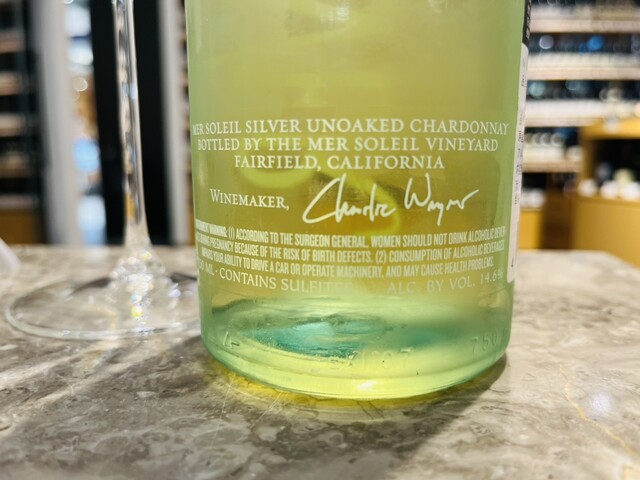 MER SOLEIL SILVER UNOAKED CHARDONNAY
BOTTLED BY THE MER SOLEIL VINEYARD
FAIRFIELD, CALIFORNIA
WINEMAKER, Charlie Wagner
WARNING: (1) ACCORDING TO THE SURGEON GENERAL, WOMEN SHOULD NOT DRINK ALCOHOLIC
PREGNANCY BECAUSE OF THE RISK OF BIRTH DEFECTS. (2) CONSUMPTION OF ALCOHOLIC BEVERAGES
YOUR ABILITY TO DRIVE A CAR OR OPERATE MACHINERY, AND MAY CAUSE HEALTH PROBLEMS.
ML · CONTAINS SULFITES ALC. BY VOL. 14.6%
750